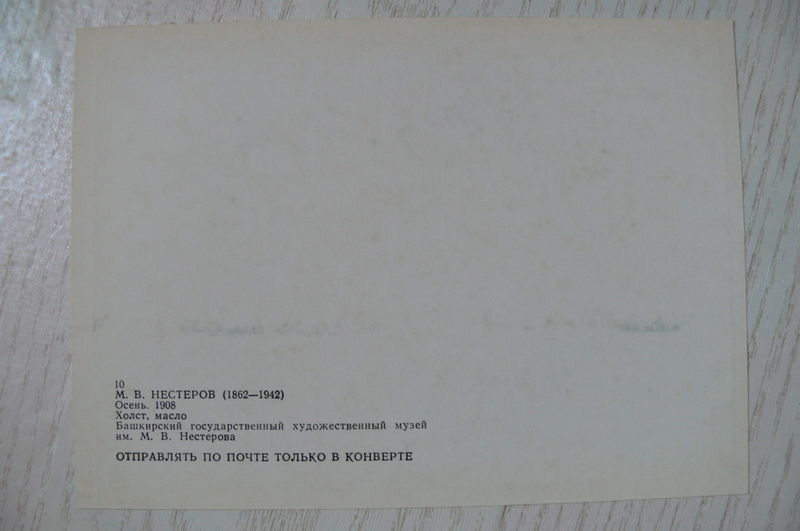 10
М. В. НЕСТЕРОВ (1862—1942)
Осень. 1908
Холст, масло
Башкирский государственный художественный музей
им. М. В. Нестерова
ОТПРАВЛЯТЬ ПО ПОЧТЕ ТОЛЬКО В КОНВЕРТЕ